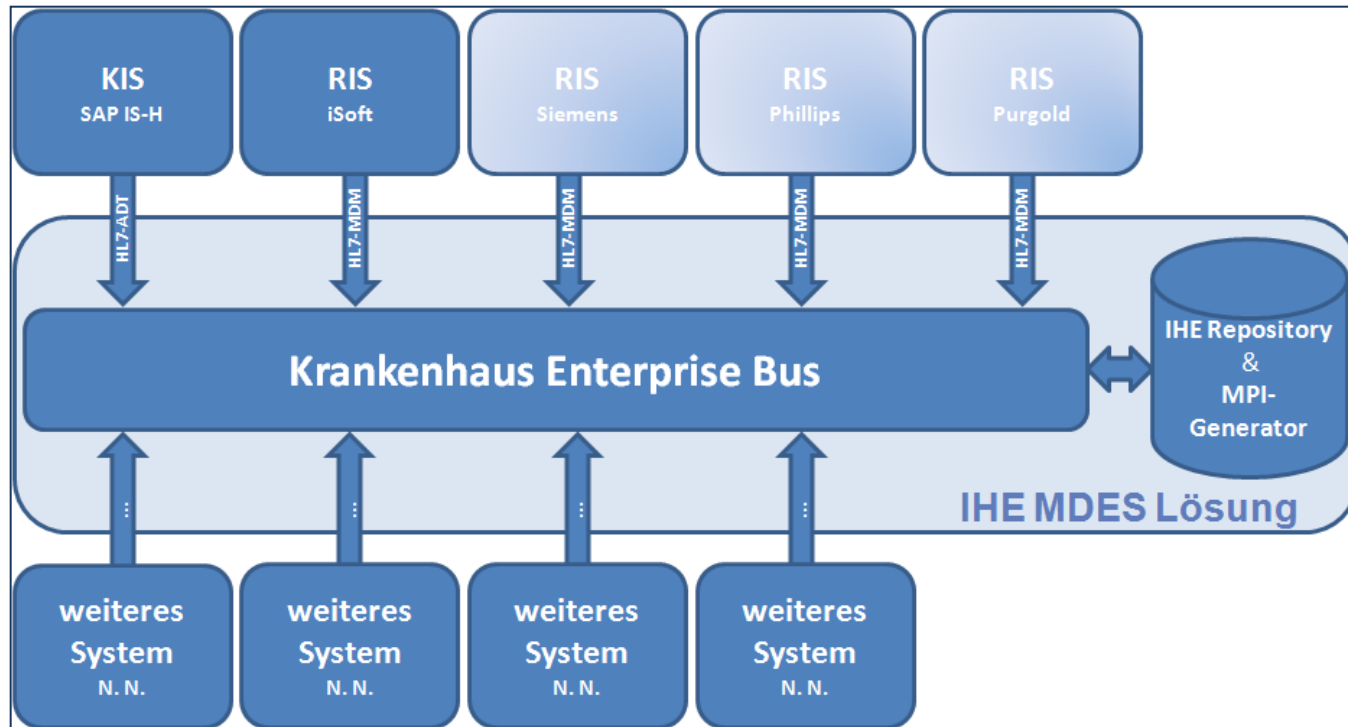 KIS
SAP IS-H
RIS
iSoft
RIS
Siemens
RIS
Phillips
RIS
Purgold
HL7-ADT
HL7-MDM
HL7-MDM
HL7-MDM
HL7-MDM
Krankenhaus Enterprise Bus
IHE Repository
&
MPI-
Generator
...
...
...
...
IHE MDES Lösung
weiteres
System
N. N.
weiteres
System
N. N.
weiteres
System
N. N.
weiteres
System
N. N.